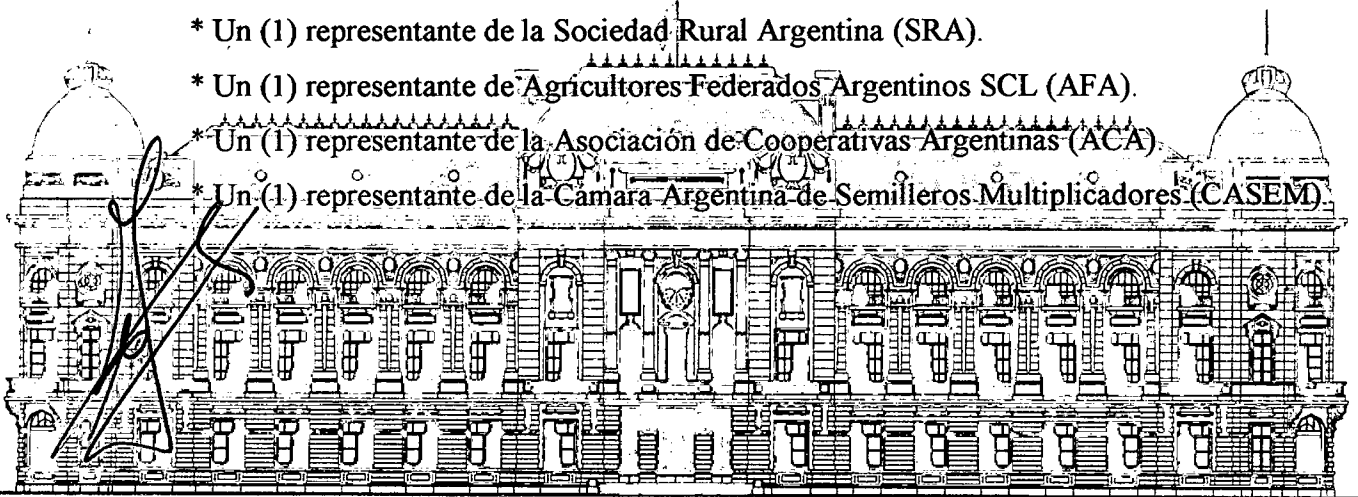 * Un (1) representante de la Sociedad Rural Argentina (SRA).
* Un (1) representante de Agricultores Federados Argentinos SCL (AFA).
* Un (1) representante de la Asociación de Cooperativas Argentinas (ACA).
* Un (1) representante de la Cámara Argentina de Semilleros Multiplicadores (CASEM).